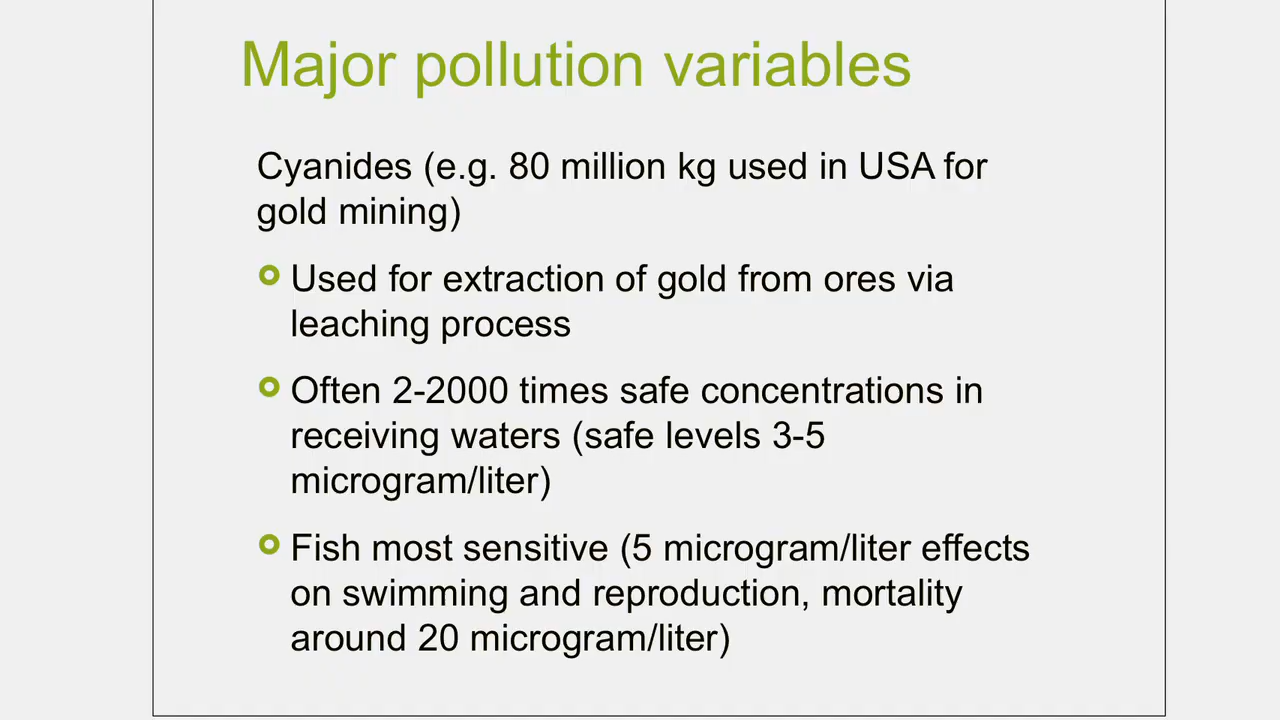 Major pollution variables
Cyanides (e.g. 80 million kg used in USA for
gold mining)
Used for extraction of gold from ores via
leaching process
Often 2-2000 times safe concentrations in
receiving waters (safe levels 3-5
microgram/liter)
Fish most sensitive (5 microgram/liter effects
on swimming and reproduction, mortality
around 20 microgram/liter)